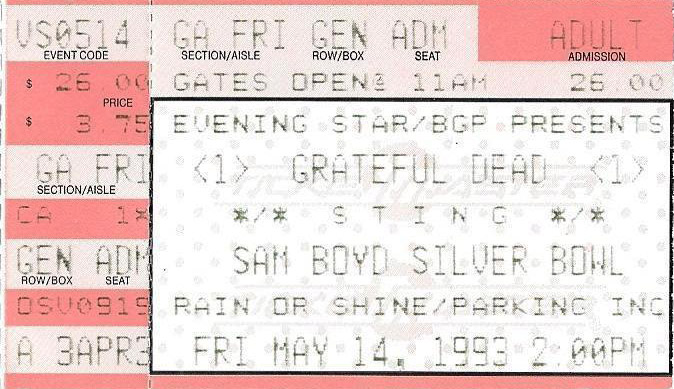 VS0514 GA FRI GEN ADM ADULT
EVENT CODE SECTION/AISLE ROW/BOX SEAT ADMISSION
$ 26.00 GATES OPEN@ 11AM 26.00
PRICE
$ 3.75 EVENING STAR/BGP PRESENTS
GA FRI <1> GRATEFUL DEAD <1>
SECTION/AISLE
CA 1* */* S T I N G */*
GEN ADM SAM BOYD SILVER BOWL
ROW/BOX SEAT
OSV0919 RAIN OR SHINE/PARKING INC
A 3APR3 FRI MAY 14, 1993 2.00PM